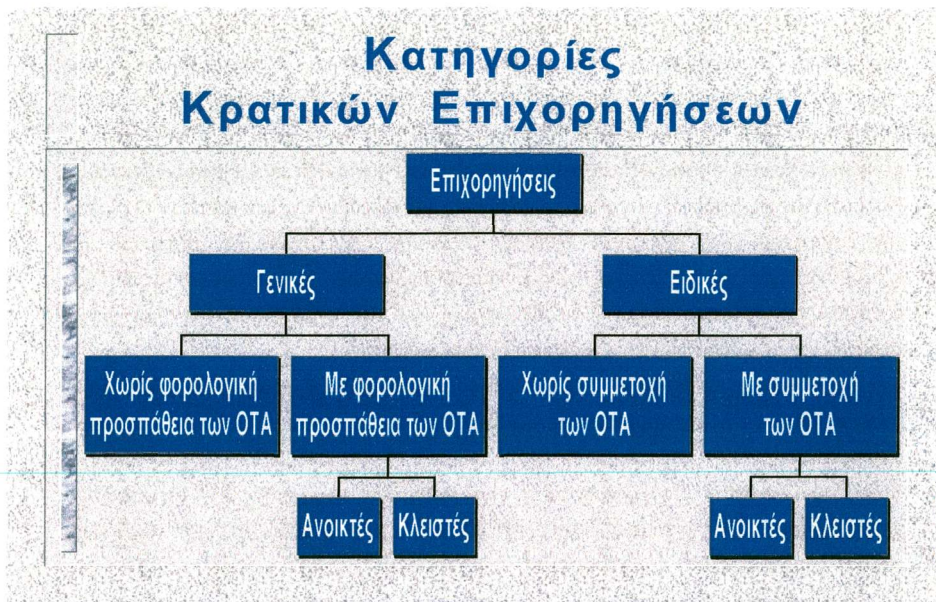 Κατηγορίες
Κρατικών Επιχορηγήσεων
Επιχορηγήσεις
Γενικές
Ειδικές
Χωρίς φορολογική
προσπάθεια των ΟΤΑ
Με φορολογική
προσπάθεια των ΟΤΑ
Χωρίς συμμετοχή
των ΟΤΑ
Με συμμετοχή
των ΟΤΑ
Ανοικτές
Κλειστές
Ανοικτές
Κλειστές